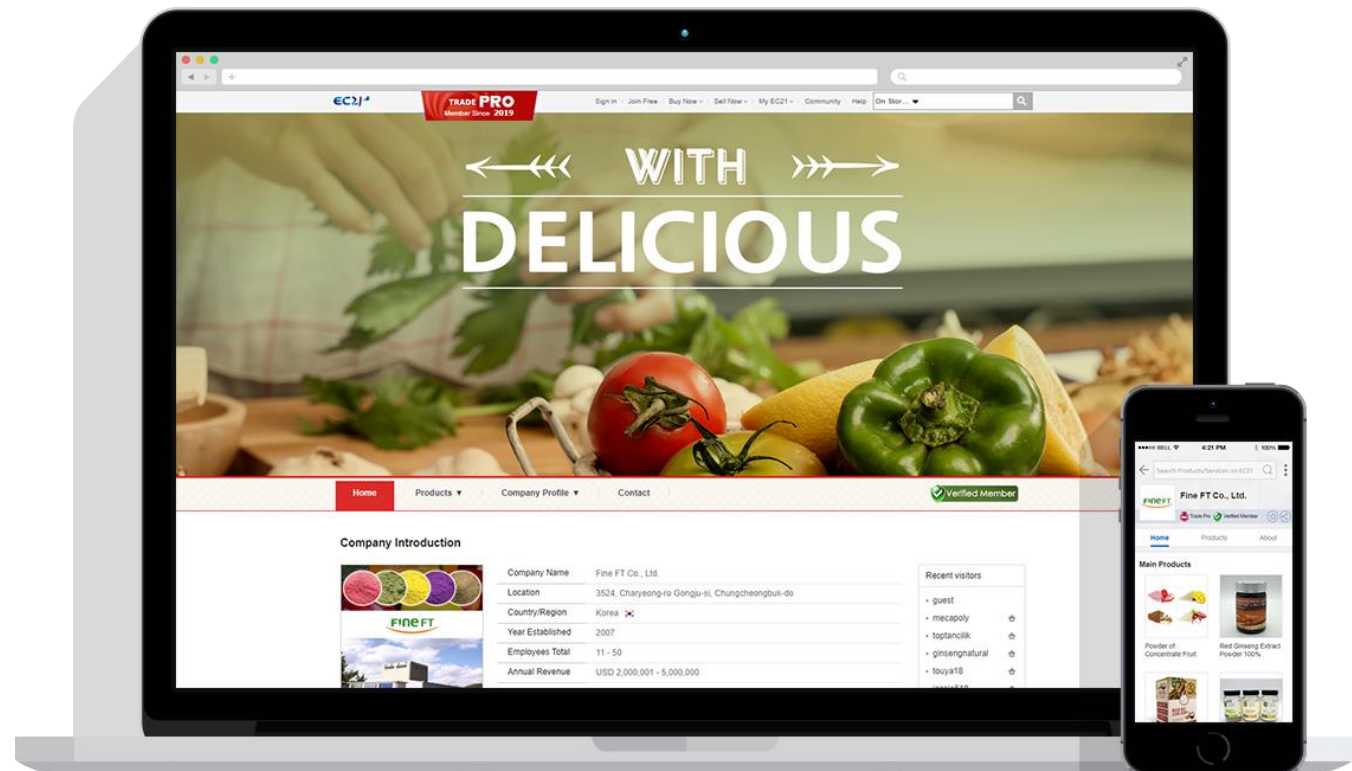 EC21
TRADE PRO
Member Since 2019
Sign in Join Free Buy Now Sell Now My EC21 Community Help On Stor...
WITH
DELICIOUS
Home Products ▼ Company Profile ▼ Contact
Verified Member
Company Introduction
FINE FT
Company Name Fine FT Co., Ltd.
Location 3524, Charyeong-ro Gongju-si, Chungcheongbuk-do
Country/Region Korea
Year Established 2007
Employees Total 11 - 50
Annual Revenue USD 2,000,001 - 5,000,000
Recent visitors
guest
mecapoly
toptancilik
ginsengnatural
touya18
BELL 4:21 PM 100%
Search Products/Services on EC21
FINE FT
Fine FT Co., Ltd.
Trade Pro Verified Member
Home Products About
Main Products
Powder of
Concentrate Fruit
Red Ginseng Extract
Powder 100%